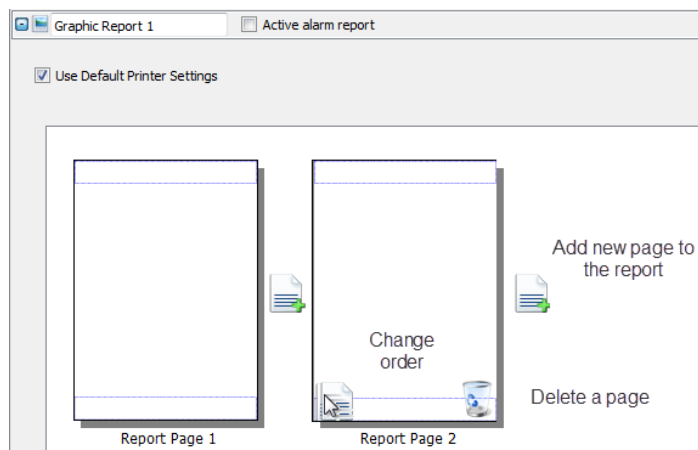 Graphic Report 1
Active alarm report
Use Default Printer Settings
Add new page to
the report
Change
order
Delete a page
Report Page 1
Report Page 2